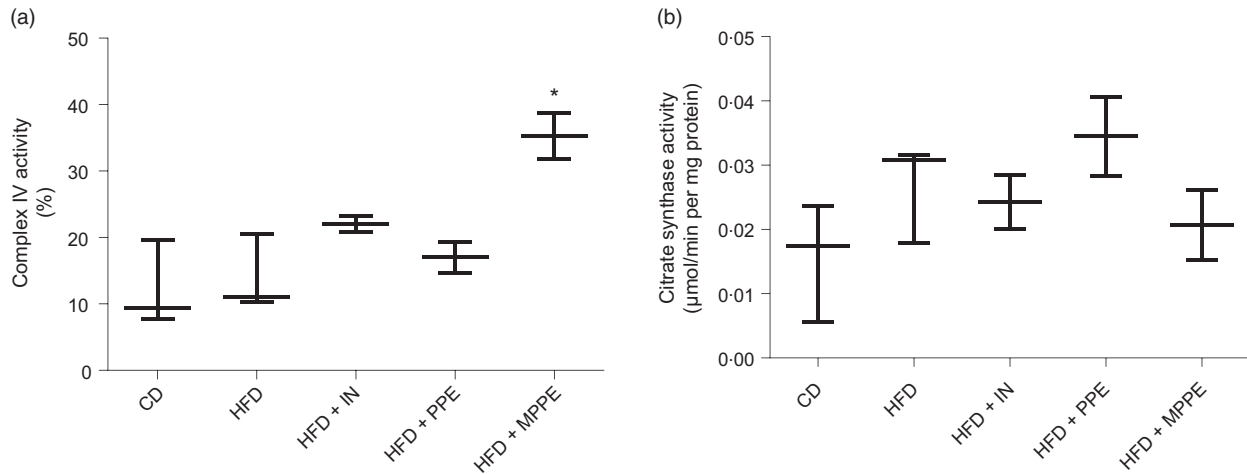 (a)
50
40
30
20
10
0
Complex IV activity
(%)
*
CD
HFD
HFD + IN
HFD + PPE
HFD + MPPE
(b)
0·05
0·04
0·03
0·02
0·01
0·00
Citrate synthase activity
(µmol/min per mg protein)
CD
HFD
HFD + IN
HFD + PPE
HFD + MPPE